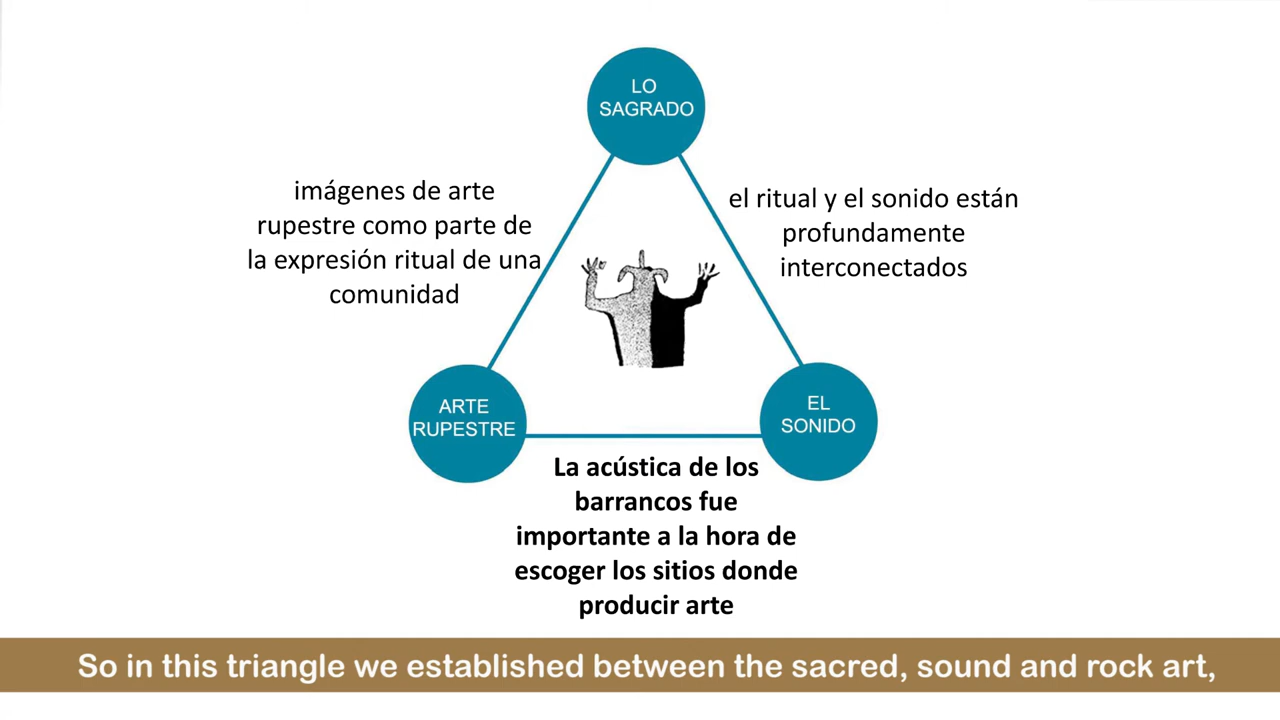 LO
SAGRADO
imágenes de arte
rupestre como parte de
la expresión ritual de una
comunidad
el ritual y el sonido están
profundamente
interconectados
ARTE
RUPESTRE
EL
SONIDO
La acústica de los
barrancos fue
importante a la hora de
escoger los sitios donde
producir arte
So in this triangle we established between the sacred, sound and rock art,